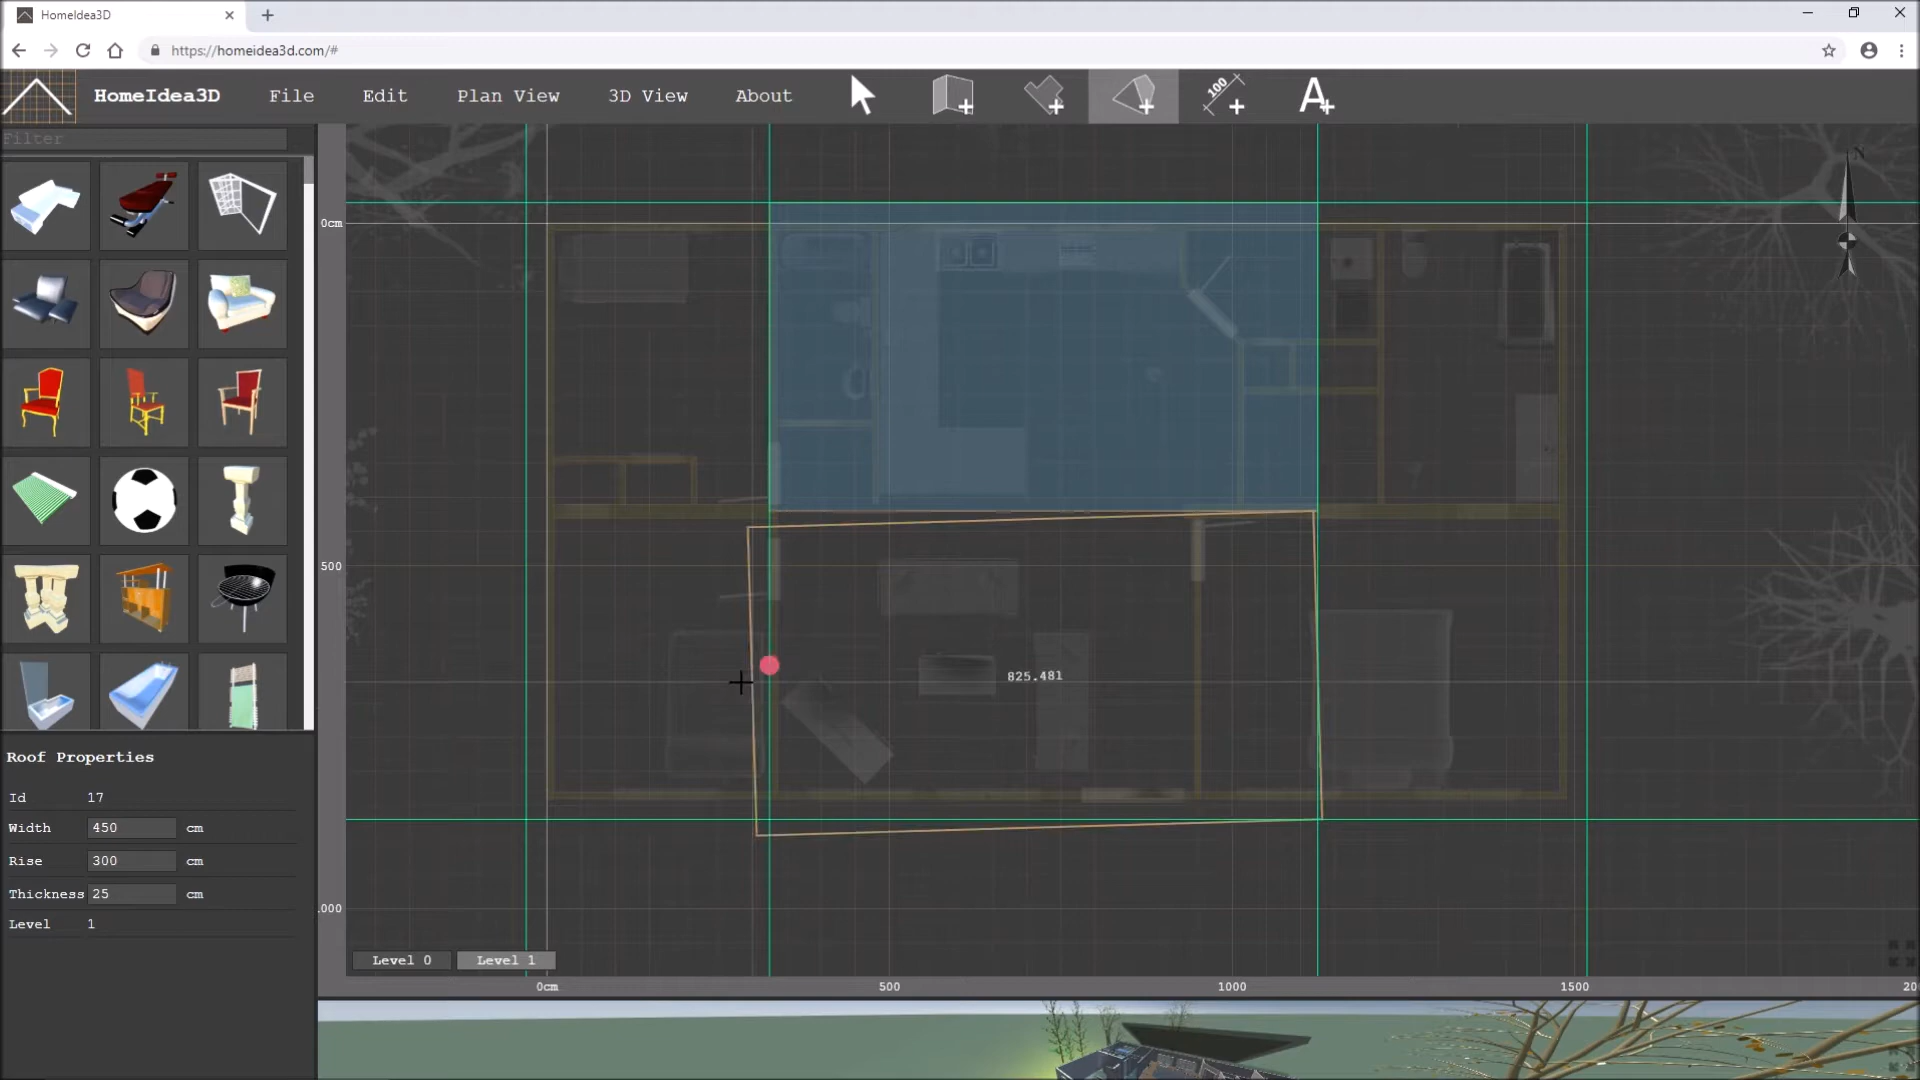 HomeIdea3D
https://homeidea3d.com/#
HomeIdea3D File Edit Plan View 3D View About 100 A
Filter
N
0cm
500
825.481
000
Level 0 Level 1
0cm 500 1000 1500 20
Roof Properties
Id 17
Width 450 cm
Rise 300 cm
Thickness 25 cm
Level 1